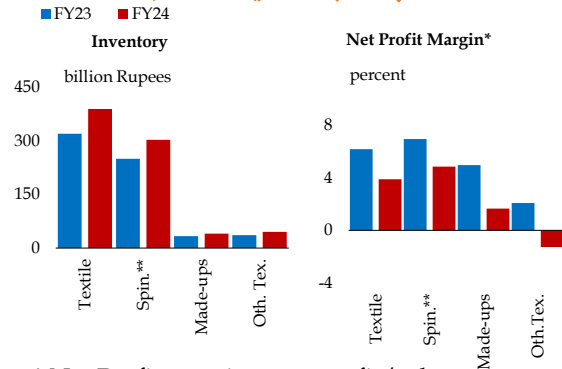 FY23 FY24
Inventory
billion Rupees
450
300
150
0
Textile
Spin.**
Made-ups
Oth. Tex.
Net Profit Margin*
percent
8
4
0
-4
Textile
Spin.**
Made-ups
Oth.Tex.